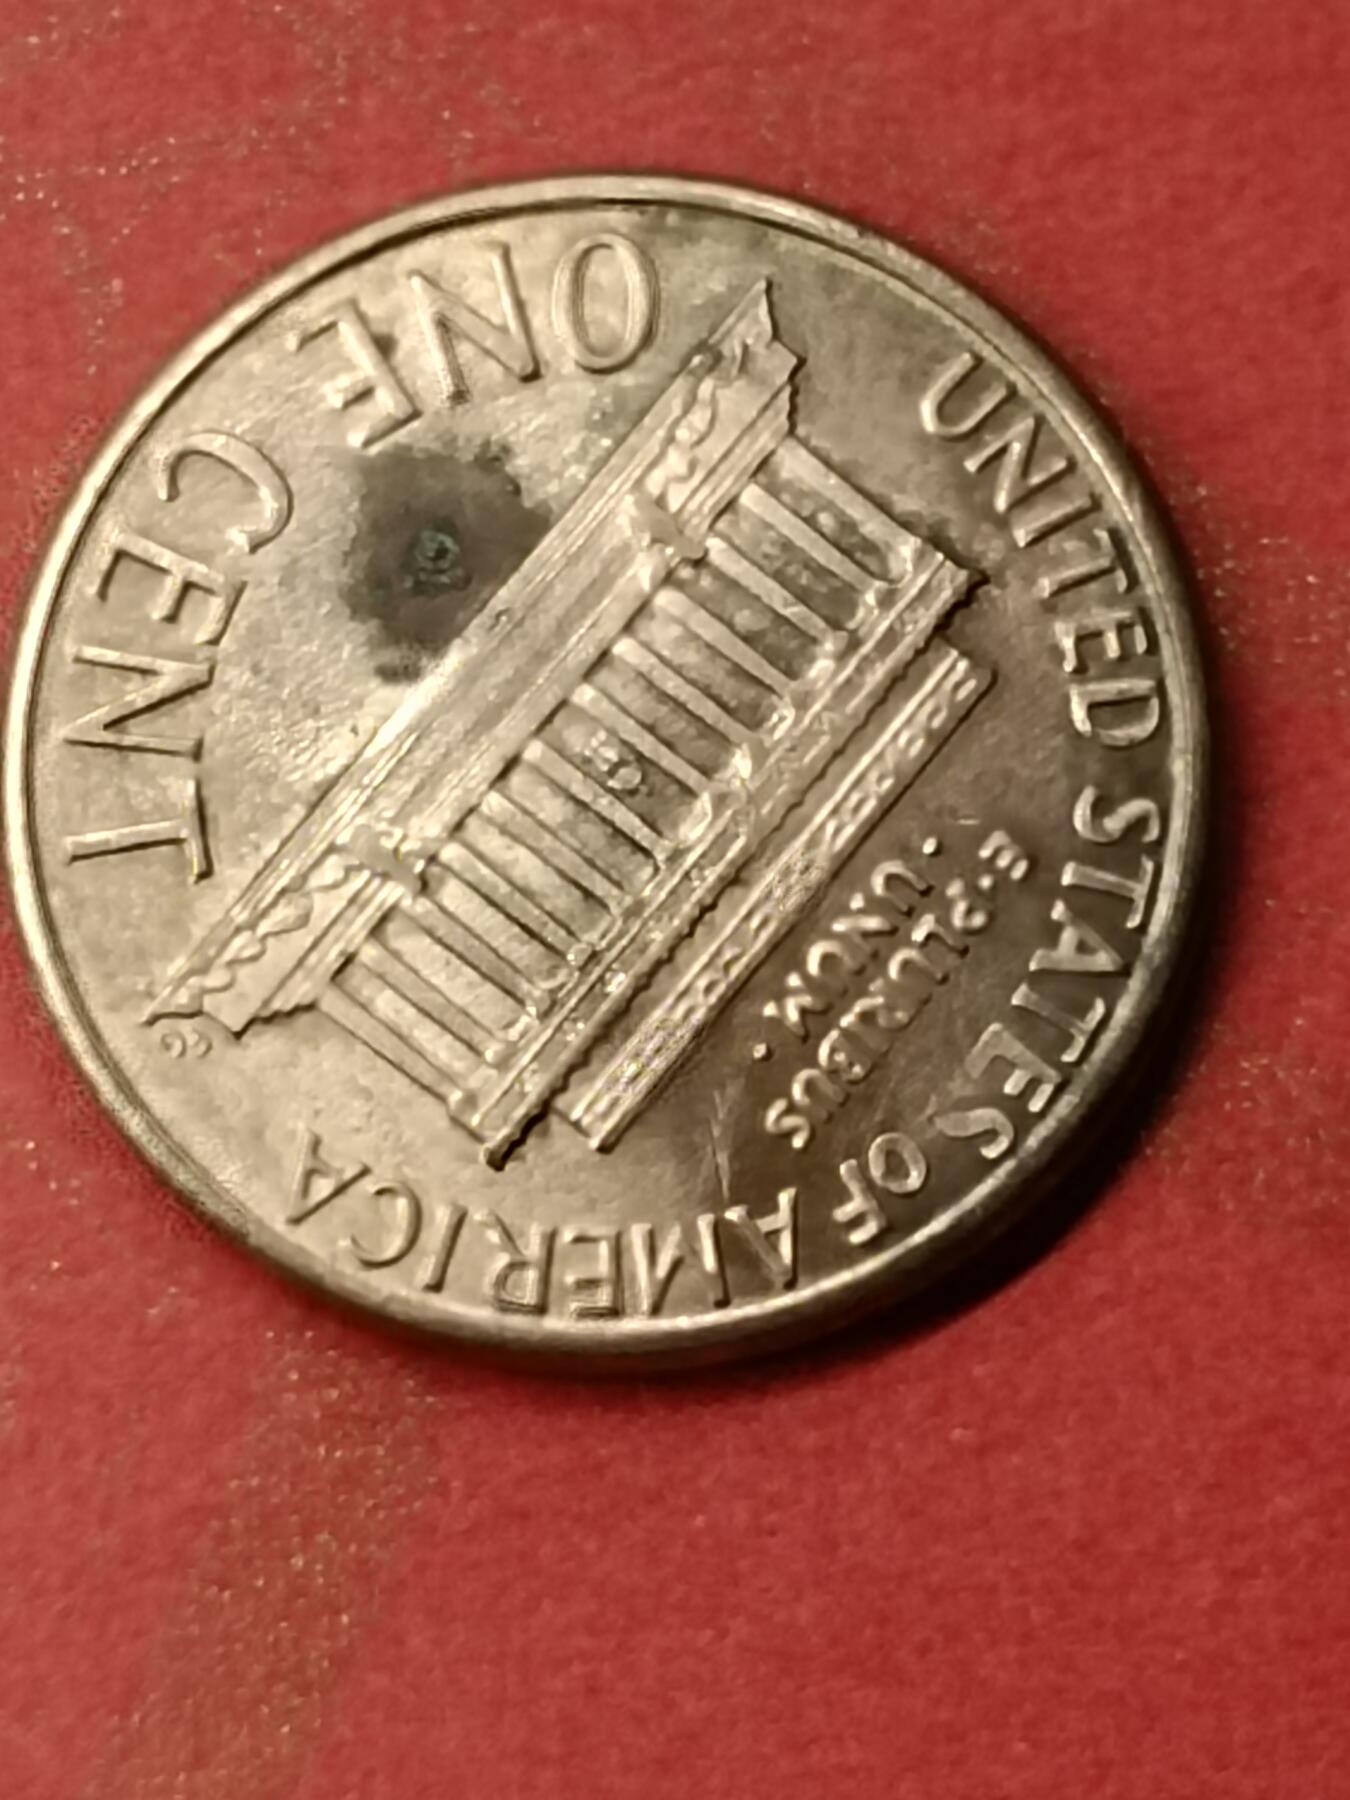 UNITED STATES OF AMERICA
E·PLURIBUS
·UNUM·
ONE CENT